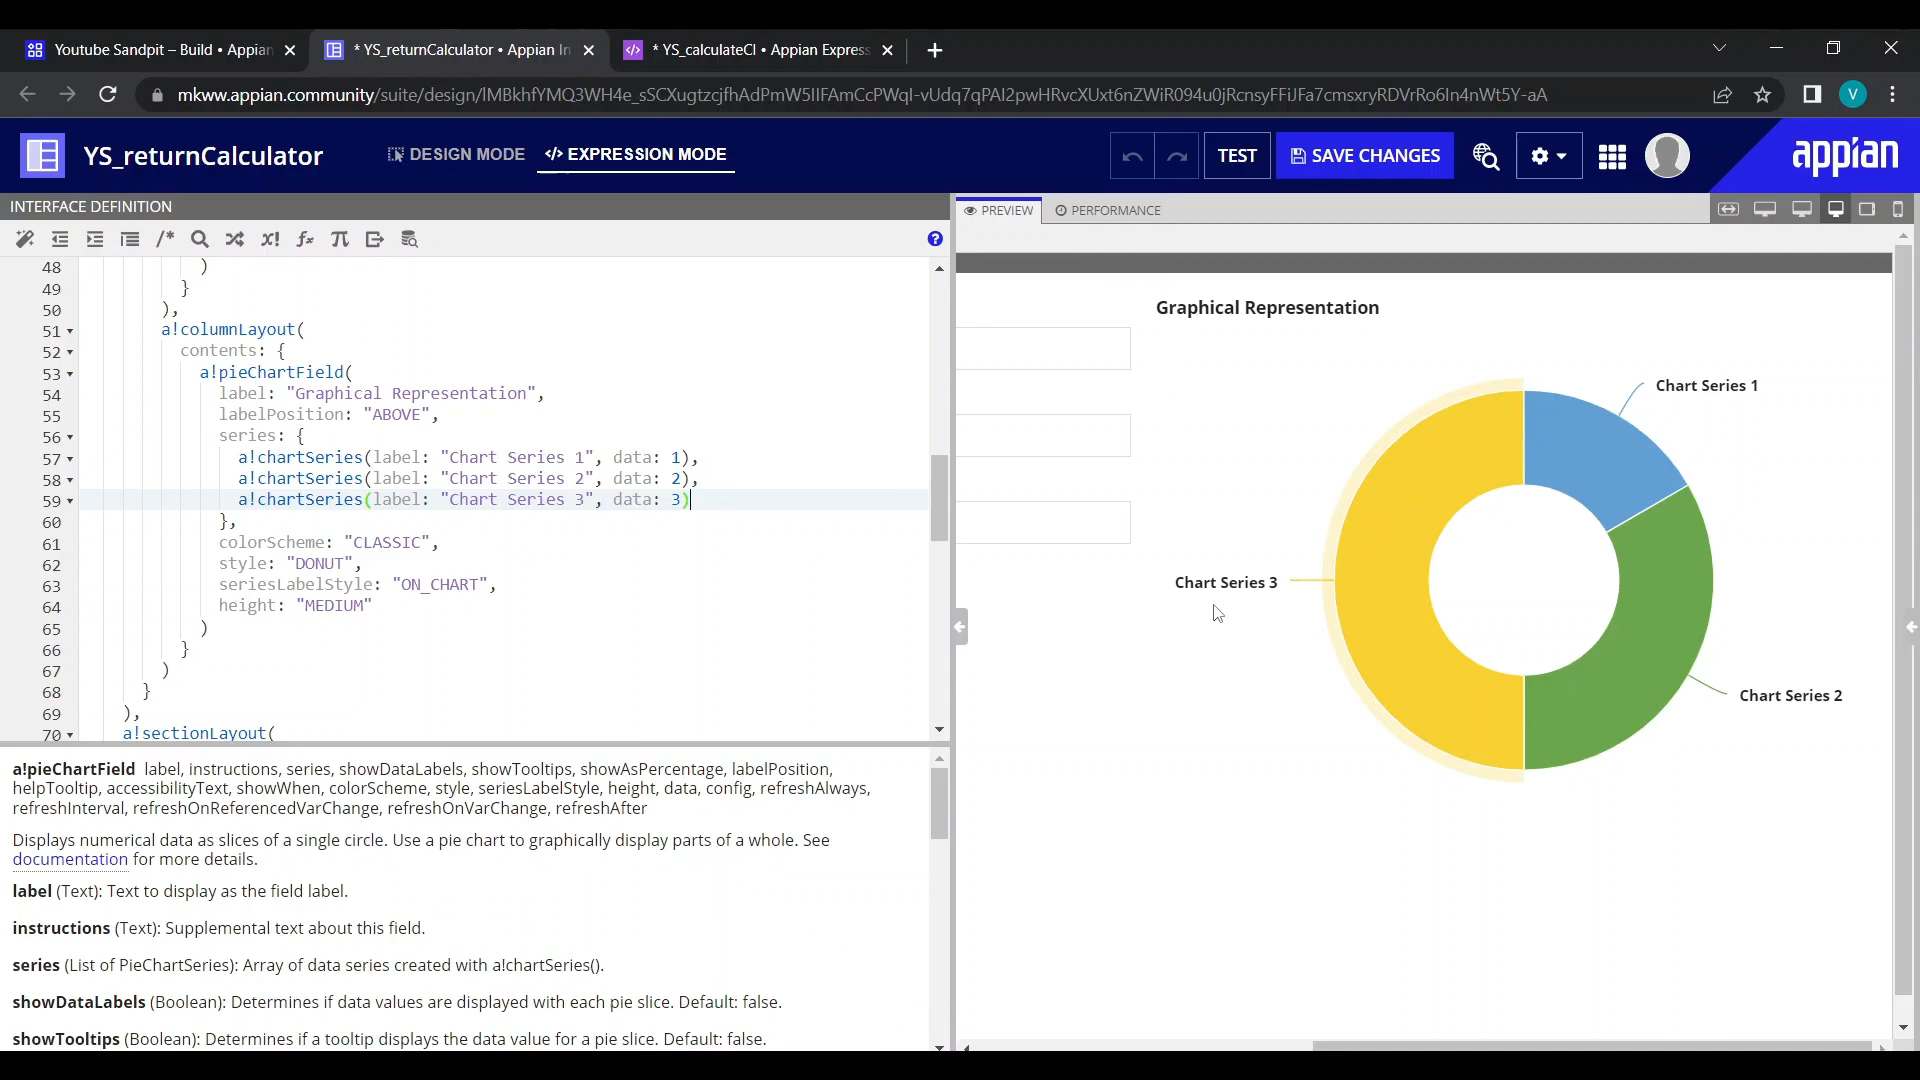 Youtube Sandpit – Build • Appian
* YS_returnCalculator • Appian In
* YS_calculateCI • Appian Express
mkww.appian.community/suite/design/
V
YS_returnCalculator
DESIGN MODE
</> EXPRESSION MODE
TEST
SAVE CHANGES
appian
INTERFACE DEFINITION
PREVIEW
PERFORMANCE
48 )
49 }
50 ),
51 a!columnLayout(
52 contents: {
53 a!pieChartField(
54 label: "Graphical Representation",
55 labelPosition: "ABOVE",
56 series: {
57 a!chartSeries(label: "Chart Series 1", data: 1),
58 a!chartSeries(label: "Chart Series 2", data: 2),
59 a!chartSeries(label: "Chart Series 3", data: 3)
60 },
61 colorScheme: "CLASSIC",
62 style: "DONUT",
63 seriesLabelStyle: "ON_CHART",
64 height: "MEDIUM"
65 )
66 }
67 )
68 }
69 ),
70 a!sectionLayout(
a!pieChartField label, instructions, series, showDataLabels, showTooltips, showAsPercentage, labelPosition,
helpTooltip, accessibilityText, showWhen, colorScheme, style, seriesLabelStyle, height, data, config, refreshAlways,
refreshInterval, refreshOnReferencedVarChange, refreshOnVarChange, refreshAfter
Displays numerical data as slices of a single circle. Use a pie chart to graphically display parts of a whole. See
documentation for more details.
label (Text): Text to display as the field label.
instructions (Text): Supplemental text about this field.
series (List of PieChartSeries): Array of data series created with a!chartSeries().
showDataLabels (Boolean): Determines if data values are displayed with each pie slice. Default: false.
showTooltips (Boolean): Determines if a tooltip displays the data value for a pie slice. Default: false.
Graphical Representation
Chart Series 1
Chart Series 3
Chart Series 2